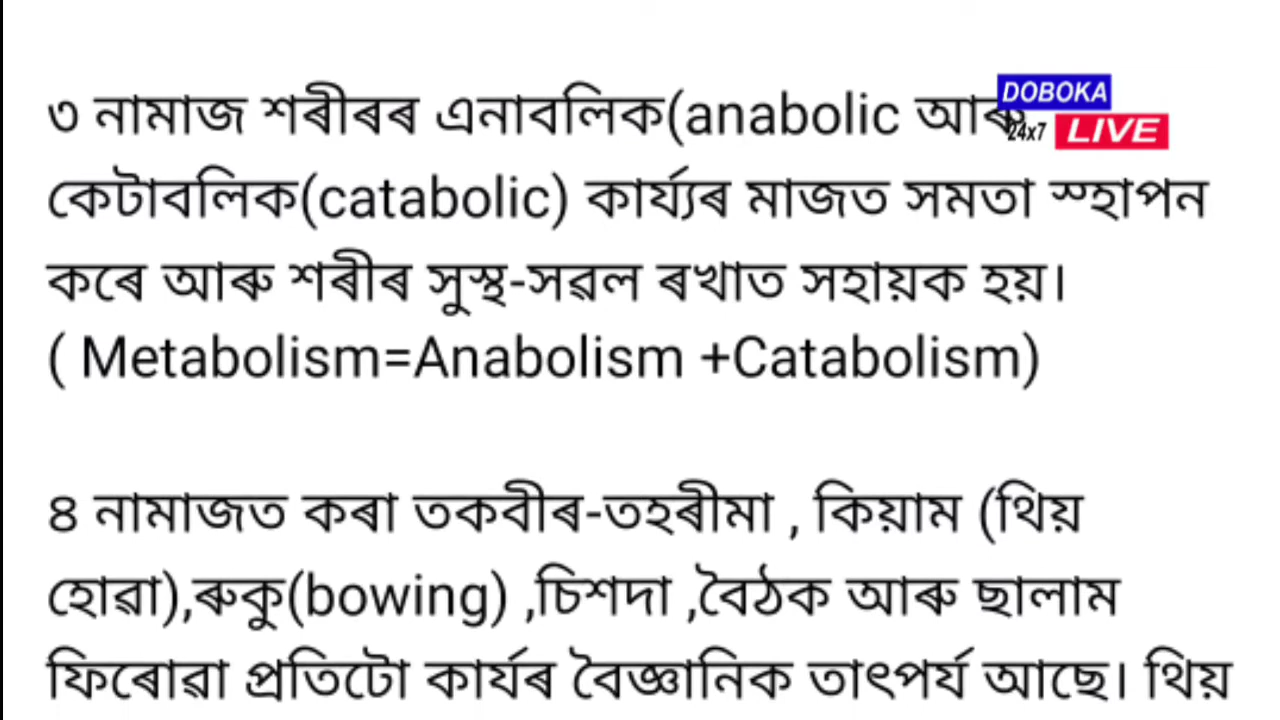 ৩ নামাজ শৰীৰৰ এনাবলিক(anabolic আৰু
DOBOKA
24x7 LIVE
কেটাবলিক(catabolic) কাৰ্য্যৰ মাজত সমতা স্হাপন
কৰে আৰু শৰীৰ সুস্থ-সৱল ৰখাত সহায়ক হয়।
( Metabolism=Anabolism +Catabolism)
৪ নামাজত কৰা তকবীৰ-তহৰীমা , কিয়াম (থিয়
হোৱা),ৰুকু(bowing) ,চিশদা ,বৈঠক আৰু ছালাম
ফিৰোৱা প্ৰতিটো কাৰ্যৰ বৈজ্ঞানিক তাৎপৰ্য আছে। থিয়